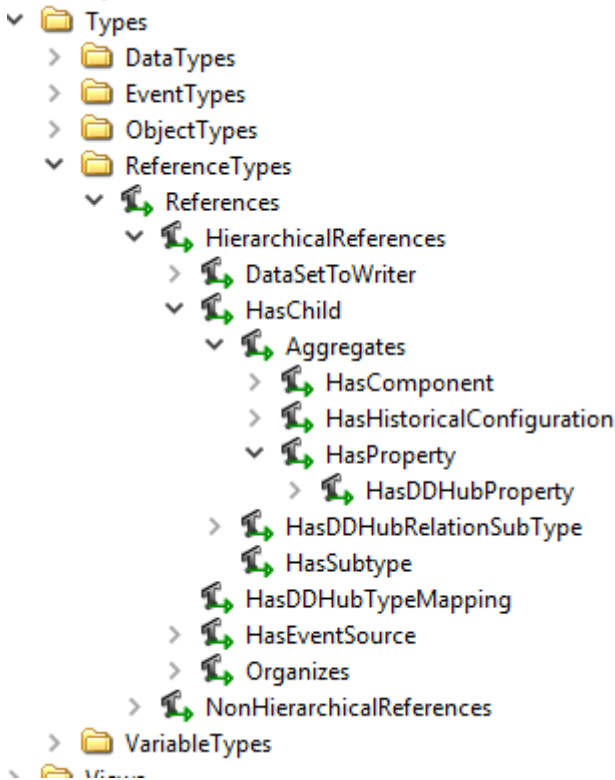 Types
DataTypes
EventTypes
ObjectTypes
ReferenceTypes
References
HierarchicalReferences
DataSetToWriter
HasChild
Aggregates
HasComponent
HasHistoricalConfiguration
HasProperty
HasDDHubProperty
HasDDHubRelationSubType
HasSubtype
HasDDHubTypeMapping
HasEventSource
Organizes
NonHierarchicalReferences
VariableTypes
Views